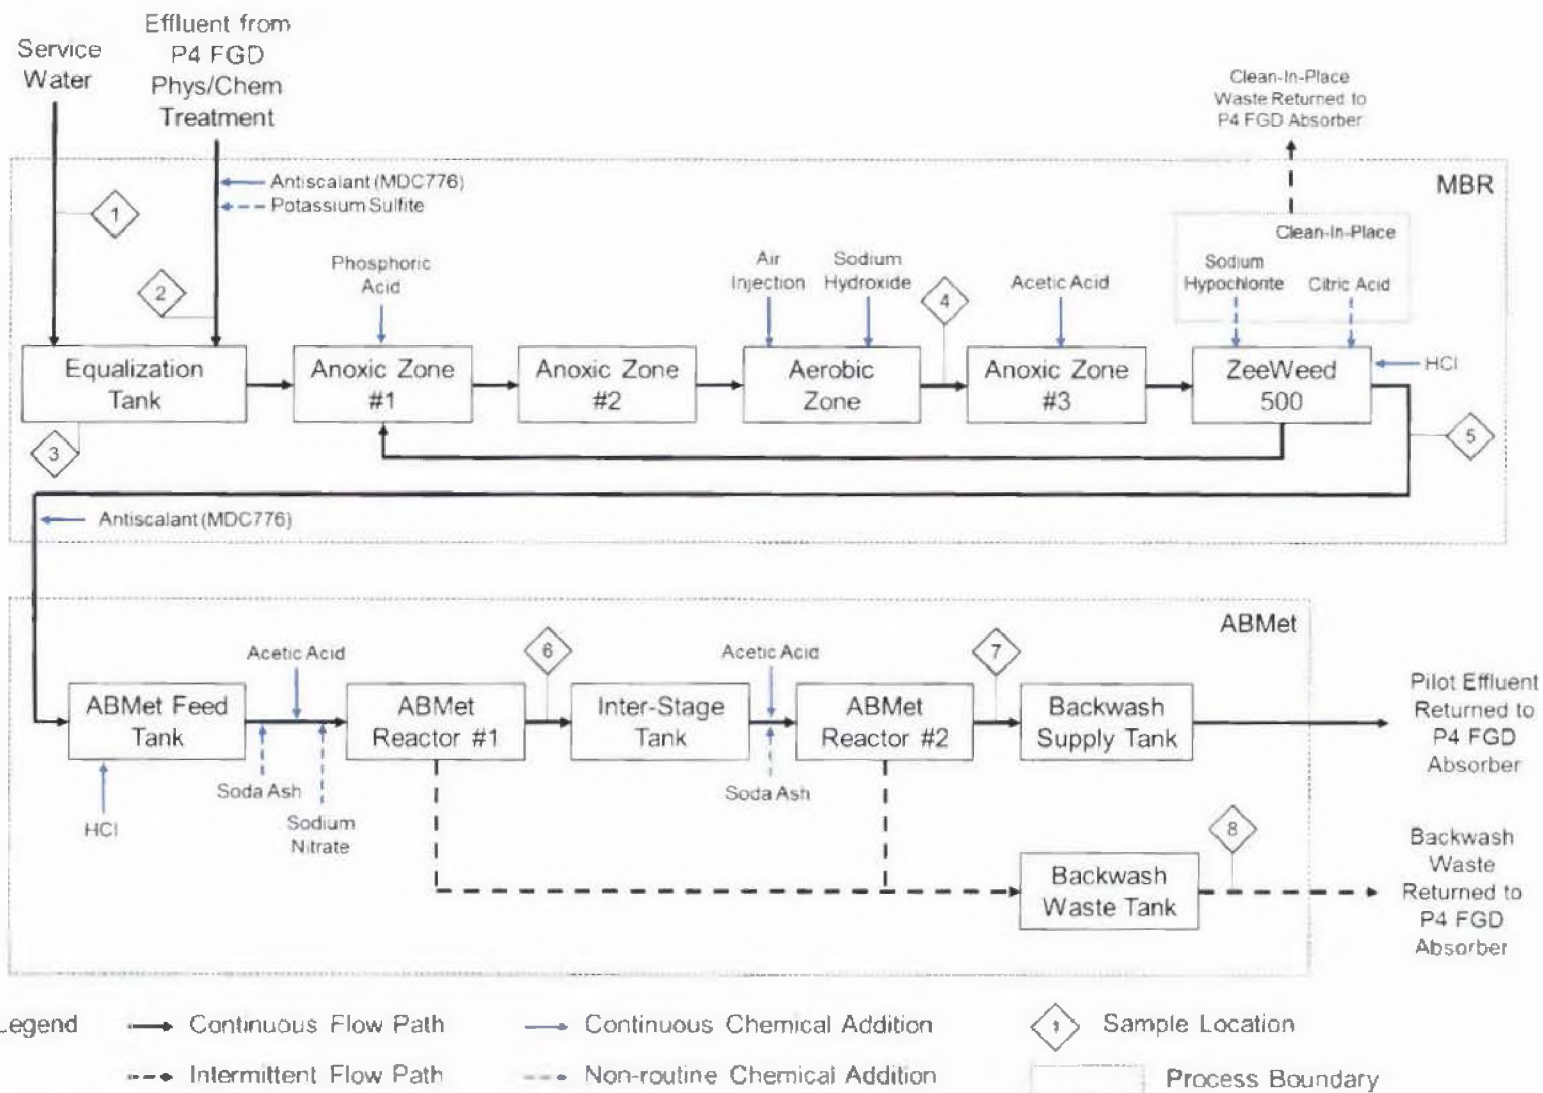 Service
Water
Effluent from
P4 FGD
Phys/Chem
Treatment
Clean-In-Place
Waste Returned to
P4 FGD Absorber
MBR
Antiscalant (MDC776)
Potassium Sulfite
1
2
Phosphoric
Acid
Air
Injection
Sodium
Hydroxide
4
Acetic Acid
Clean-In-Place
Sodium
Hypochlorite
Citric Acid
Equalization
Tank
Anoxic Zone
#1
Anoxic Zone
#2
Aerobic
Zone
Anoxic Zone
#3
ZeeWeed
500
HCl
3
5
Antiscalant (MDC776)
ABMet
Acetic Acid
6
Acetic Acid
7
ABMet Feed
Tank
ABMet
Reactor #1
Inter-Stage
Tank
ABMet
Reactor #2
Backwash
Supply Tank
Pilot Effluent
Returned to
P4 FGD
Absorber
HCl
Soda Ash
Sodium
Nitrate
Soda Ash
8
Backwash
Waste Tank
Backwash
Waste
Returned to
P4 FGD
Absorber
Legend
Continuous Flow Path
Continuous Chemical Addition
1
Sample Location
Intermittent Flow Path
Non-routine Chemical Addition
Process Boundary